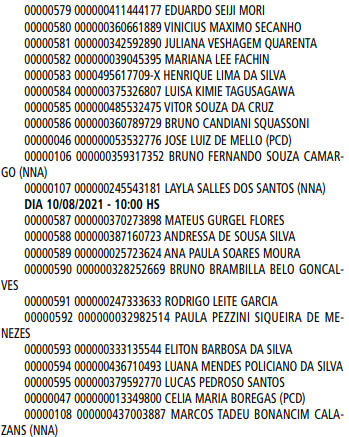 00000579 000000411444177 EDUARDO SEIJI MORI
00000580 000000360661889 VINICIUS MAXIMO SECANHO
00000581 000000342592890 JULIANA VESHAGEM QUARENTA
00000582 000000039045395 MARIANA LEE FACHIN
00000583 0000495617709-X HENRIQUE LIMA DA SILVA
00000584 000000375326807 LUISA KIMIE TAGUSAGAWA
00000585 000000485532475 VITOR SOUZA DA CRUZ
00000586 000000360789729 BRUNO CANDIANI SQUASSONI
00000046 000000053532776 JOSE LUIZ DE MELLO (PCD)
00000106 000000359317352 BRUNO FERNANDO SOUZA CAMAR-
GO (NNA)
00000107 000000245543181 LAYLA SALLES DOS SANTOS (NNA)
DIA 10/08/2021 - 10:00 HS
00000587 000000370273898 MATEUS GURGEL FLORES
00000588 000000387160723 ANDRESSA DE SOUSA SILVA
00000589 000000025723624 ANA PAULA SOARES MOURA
00000590 000000328252669 BRUNO BRAMBILLA BELO GONCAL-
VES
00000591 000000247333633 RODRIGO LEITE GARCIA
00000592 000000032982514 PAULA PEZZINI SIQUEIRA DE ME-
NEZES
00000593 000000333135544 ELITON BARBOSA DA SILVA
00000594 000000436710493 LUANA MENDES POLICIANO DA SILVA
00000595 000000379592770 LUCAS PEDROSO SANTOS
00000047 000000013349800 CELIA MARIA BOREGAS (PCD)
00000108 000000437003887 MARCOS TADEU BONANCIM CALA-
ZANS (NNA)